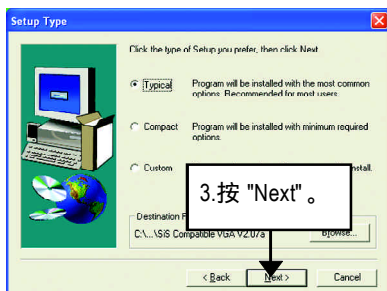 Setup Type
Click the type of Setup you prefer, then click Next.
Typical Program will be installed with the most common
options. Recommended for most users.
Compact Program will be installed with minimum required
options.
Custom
nstall.
3.按 "Next" 。
Destination F
C:\...\SiS Compatible VGA V2.07a
Browse...
< Back Next > Cancel